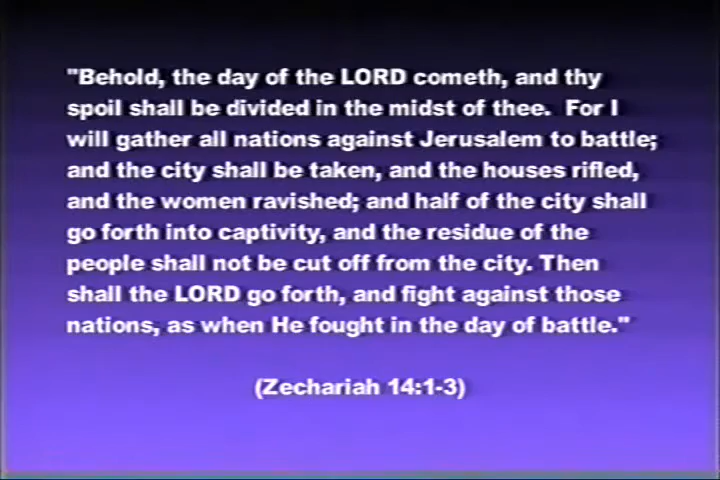 "Behold, the day of the LORD cometh, and thy
spoil shall be divided in the midst of thee.  For I
will gather all nations against Jerusalem to battle;
and the city shall be taken, and the houses rifled,
and the women ravished; and half of the city shall
go forth into captivity, and the residue of the
people shall not be cut off from the city. Then
shall the LORD go forth, and fight against those
nations, as when He fought in the day of battle."
(Zechariah 14:1-3)